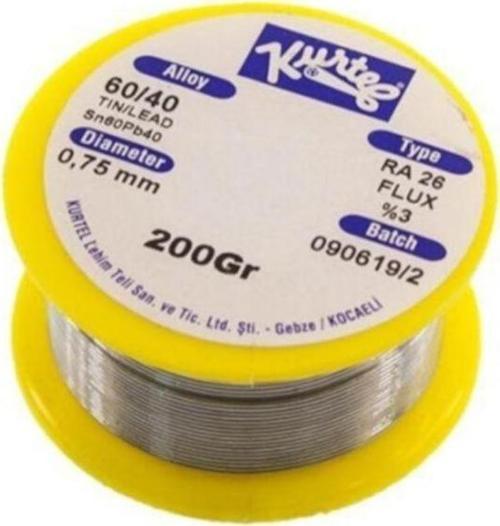 Kurtel
®
Alloy
60/40
TIN/LEAD
Sn60Pb40
Diameter
0,75 mm
Type
RA 26
FLUX
%3
Batch
090619/2
200Gr
KURTEL Lehim Teli San. ve Tic. Ltd. Şti. - Gebze / KOCAELİ